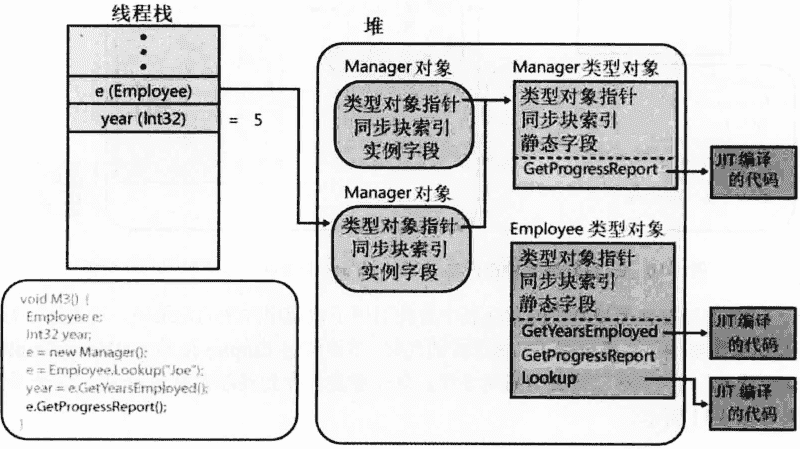 线程栈
e (Employee)
year (Int32)
= 5
堆
Manager 对象
类型对象指针
同步块索引
实例字段
Manager 对象
类型对象指针
同步块索引
实例字段
Manager 类型对象
类型对象指针
同步块索引
静态字段
GetProgressReport
JIT 编译
的代码
Employee 类型对象
类型对象指针
同步块索引
静态字段
GetYearsEmployed
GetProgressReport
Lookup
JIT 编译
的代码
JIT 编译
的代码
void M3() {
Employee e;
Int32 year;
e = new Manager();
e = Employee.Lookup("Joe");
year = e.GetYearsEmployed();
e.GetProgressReport();
}